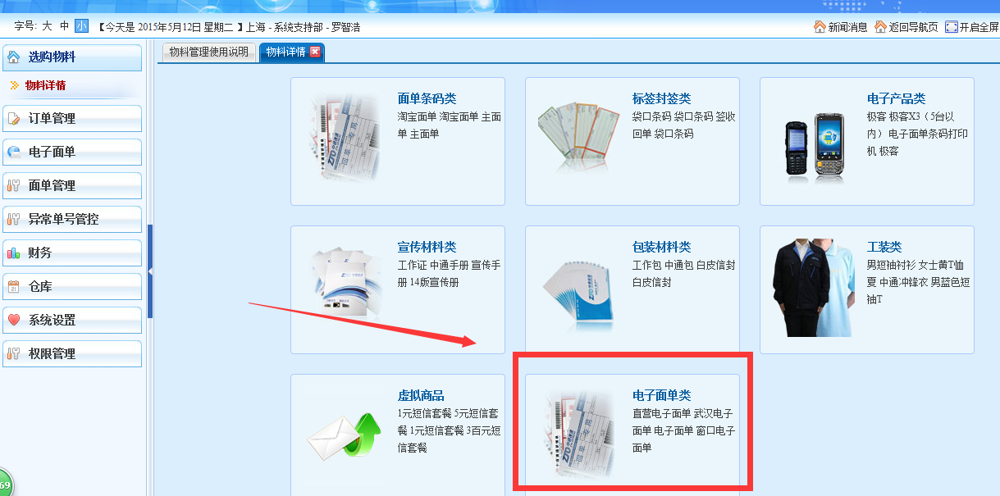 字号: 大 中 小 【今天是 2015年5月12日 星期二 】上海 - 系统支持部 - 罗智浩
新闻消息 返回导航页 开启全屏
选购物料
物料详情
订单管理
电子面单
面单管理
异常单号管控
财务
仓库
系统设置
权限管理
69
物料管理使用说明 物料详情
面单条码类
淘宝面单 淘宝面单 主面
单 主面单
标签封签类
袋口条码 袋口条码 签收
回单 袋口条码
电子产品类
极客 极客X3（5台以
内） 电子面单条码打印
机 极客
宣传材料类
工作证 中通手册 宣传手
册 14版宣传册
包装材料类
工作包 中通包 白皮信封
白皮信封
工装类
男短袖衬衫 女士黄T恤
夏 中通冲锋衣 男蓝色短
袖T
虚拟商品
1元短信套餐 5元短信套
餐 1元短信套餐 3百元短
信套餐
电子面单类
直营电子面单 武汉电子
面单 电子面单 窗口电子
面单